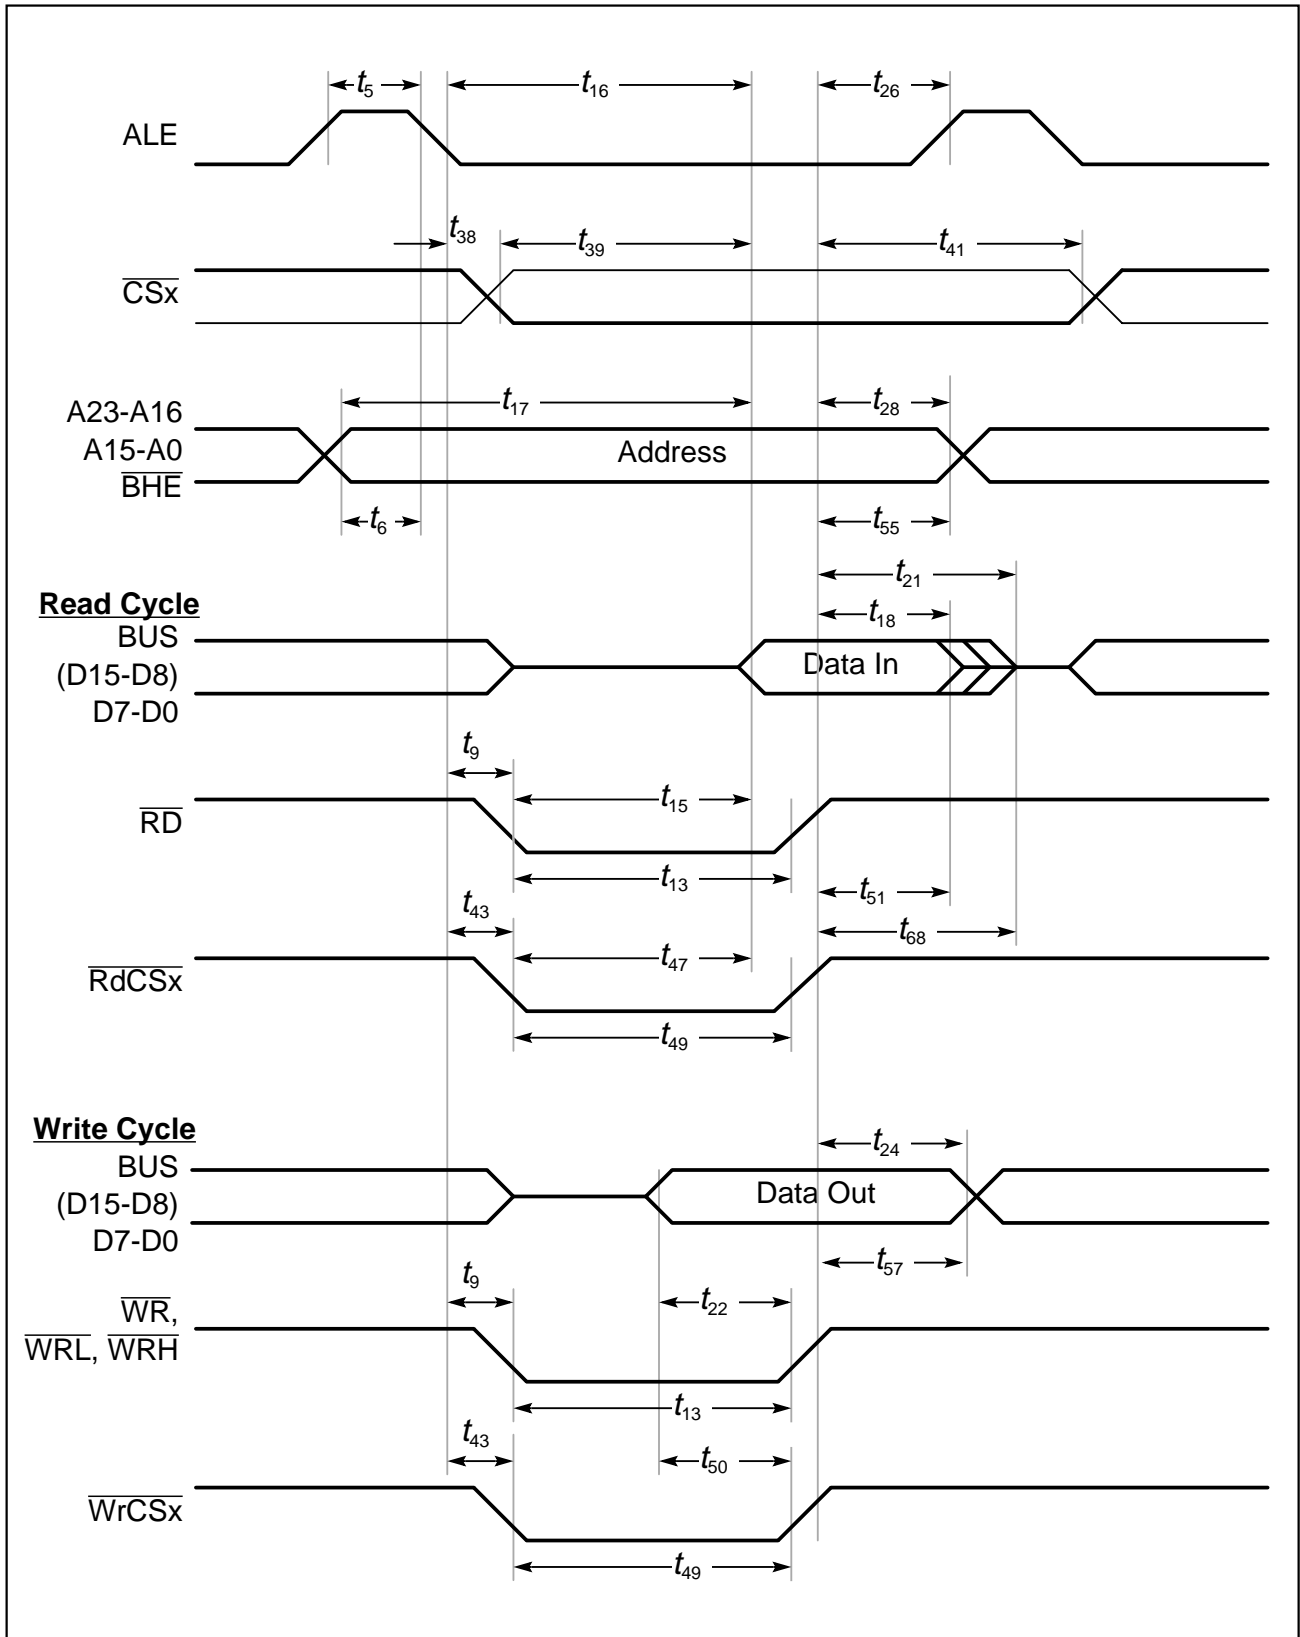 t5 t16 t26
ALE
t38 t39 t41
CSx
t17 t28
A23-A16
A15-A0 Address
BHE
t6 t55
t21
Read Cycle t18
BUS
(D15-D8) Data In
D7-D0
t9
t15
RD
t13 t51
t43 t68
t47
RdCSx
t49
Write Cycle
t24
BUS
(D15-D8) Data Out
D7-D0
t57
t9 t22
WR,
WRL, WRH
t13
t43 t50
WrCSx
t49